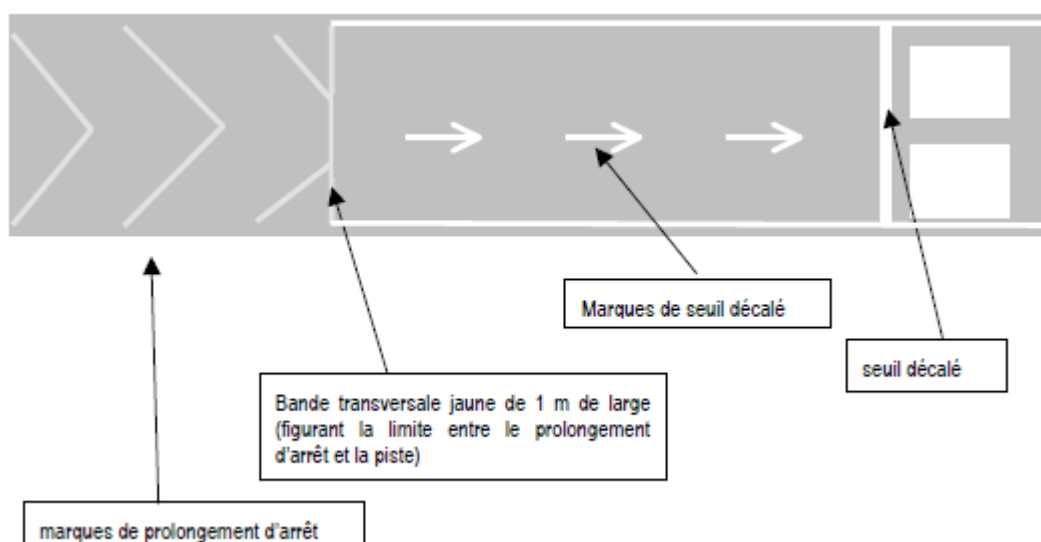 Marques de seuil décalé
seuil décalé
Bande transversale jaune de 1 m de large
(figurant la limite entre le prolongement
d'arrêt et la piste)
marques de prolongement d'arrêt